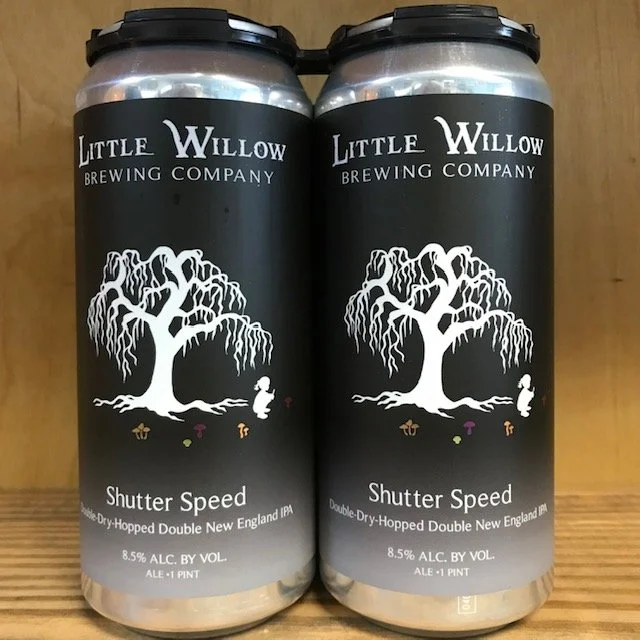 LITTLE WILLOW
BREWING COMPANY
Shutter Speed
Double-Dry-Hopped Double New England IPA
8.5% ALC. BY VOL.
ALE • 1 PINT
LITTLE WILLOW
BREWING COMPANY
Shutter Speed
Double-Dry-Hopped Double New England IPA
8.5% ALC. BY VOL.
ALE • 1 PINT